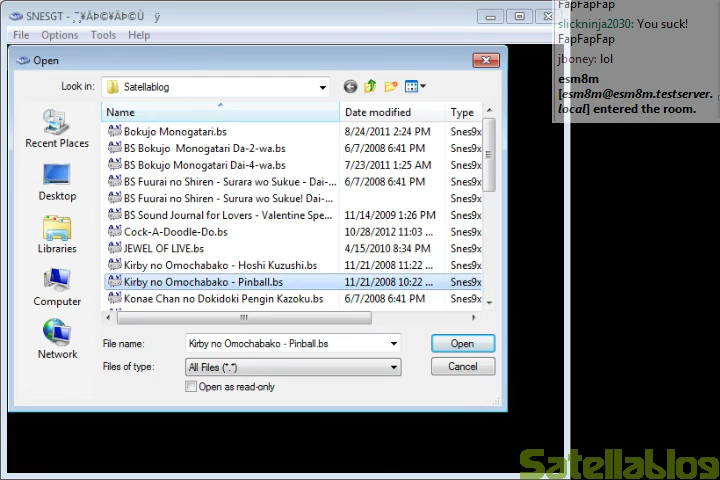 SNESGT - ¸¯¥ÄÞ©¥ÄÞ©Ü ÿ
File Options Tools Help
Open
Look in: Satellablog
Name Date modified Type
Bokujo Monogatari.bs 8/24/2011 2:24 PM Snes9x
BS Bokujo Monogatari Da-2-wa.bs 6/7/2008 6:41 PM Snes9x
BS Bokujo Monogatari Dai-4-wa.bs 7/23/2011 1:25 AM Snes9x
BS Fuurai no Shiren - Surara wo Sukue - Dai-... 6/7/2008 6:41 PM Snes9x
BS Fuurai no Shiren - Surara wo Sukue! Dai-... Snes9x
BS Sound Journal for Lovers - Valentine Spe... 11/14/2009 1:26 PM Snes9x
Cock-A-Doodle-Do.bs 10/28/2012 11:03 ... Snes9x
JEWEL OF LIVE.bs 4/15/2010 8:34 PM Snes9x
Kirby no Omochabako - Hoshi Kuzushi.bs 11/21/2008 11:22 ... Snes9x
Kirby no Omochabako - Pinball.bs 11/21/2008 10:22 ... Snes9x
Konae Chan no Dokidoki Pengin Kazoku.bs 6/7/2008 6:41 PM Snes9x
Recent Places
Desktop
Libraries
Computer
Network
File name: Kirby no Omochabako - Pinball.bs Open
Files of type: All Files (*.*) Cancel
Open as read-only
FapFapFap
slickninja2030: You suck!
FapFapFap
jboney: lol
esm8m
[esm8m@esm8m.testserver.
local] entered the room.
Satellablog